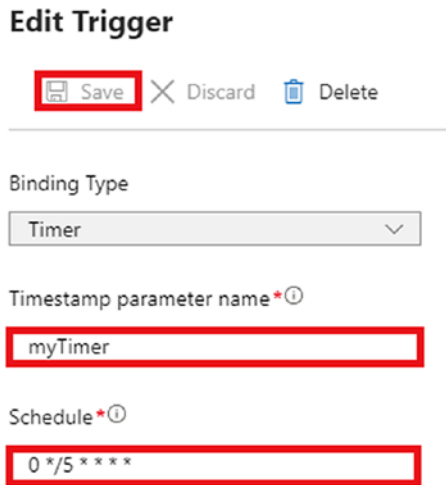 Edit Trigger
Save Discard Delete
Binding Type
Timer
Timestamp parameter name*
myTimer
Schedule*
0 */5 * * * *